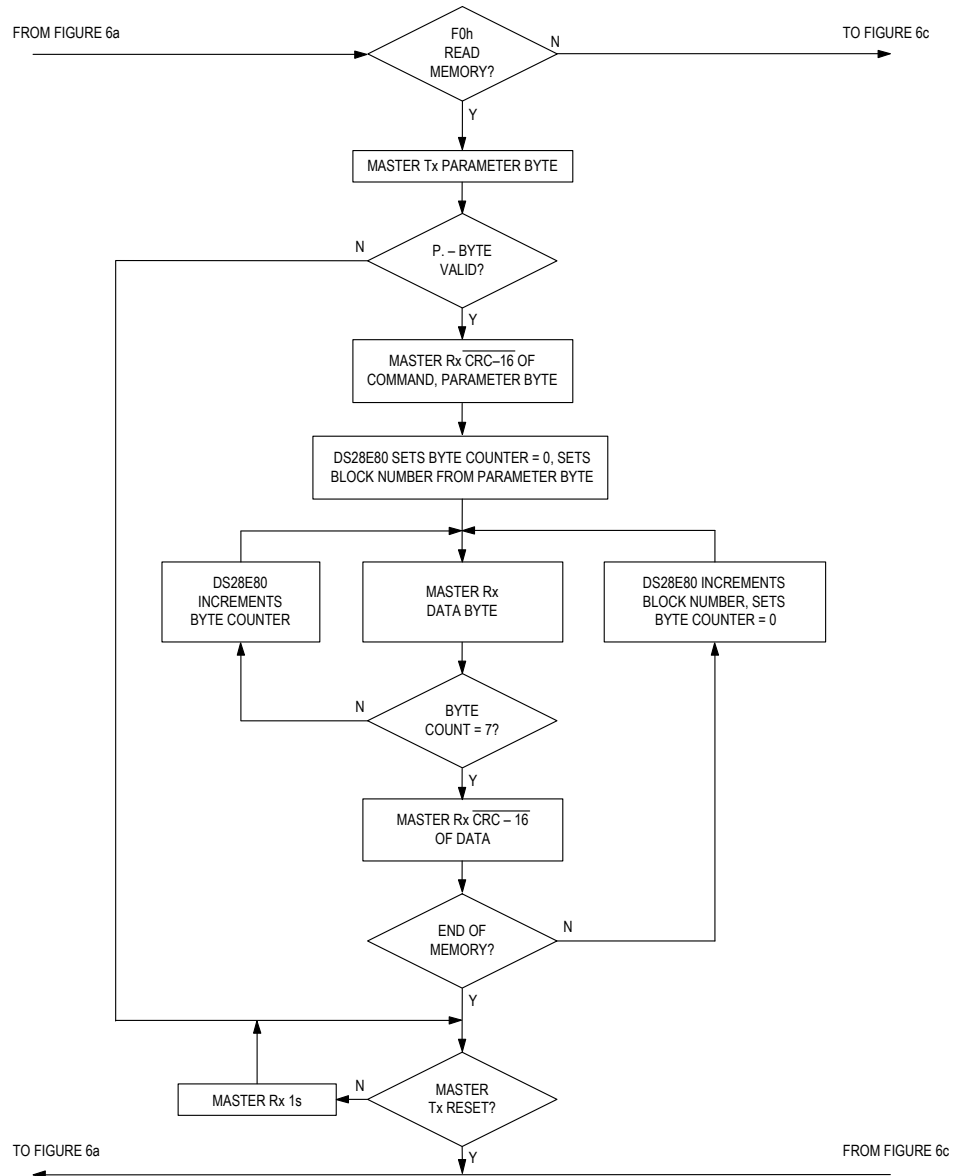 FROM FIGURE 6a
F0h
READ
MEMORY?
N
TO FIGURE 6c
Y
MASTER Tx PARAMETER BYTE
N
P. – BYTE
VALID?
Y
MASTER Rx CRC–16 OF
COMMAND, PARAMETER BYTE
DS28E80 SETS BYTE COUNTER = 0, SETS
BLOCK NUMBER FROM PARAMETER BYTE
DS28E80
INCREMENTS
BYTE COUNTER
MASTER Rx
DATA BYTE
DS28E80 INCREMENTS
BLOCK NUMBER, SETS
BYTE COUNTER = 0
N
BYTE
COUNT = 7?
Y
MASTER Rx CRC – 16
OF DATA
END OF
MEMORY?
N
Y
MASTER Rx 1s
N
MASTER
Tx RESET?
Y
TO FIGURE 6a
FROM FIGURE 6c